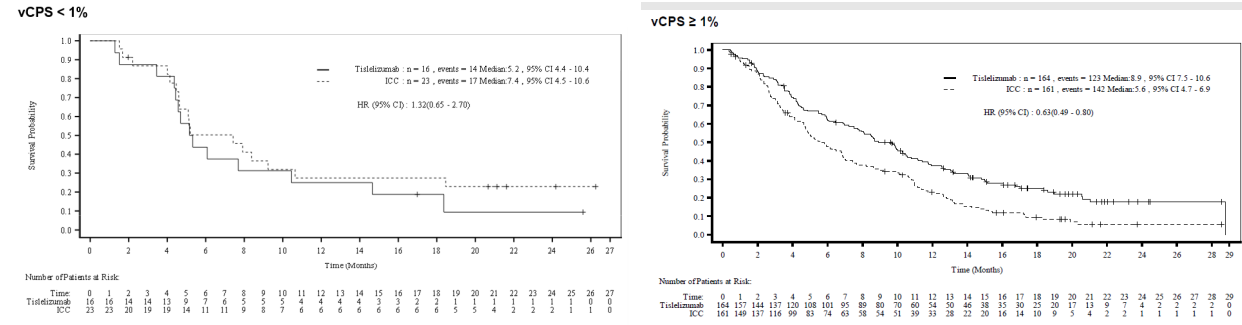 vCPS < 1%
Survival Probability
1.0
0.9
0.8
0.7
0.6
0.5
0.4
0.3
0.2
0.1
0.0
Tislelizumab : n = 16 , events = 14 Median:5.2 , 95% CI 4.4 - 10.4
ICC : n = 23 , events = 17 Median:7.4 , 95% CI 4.5 - 10.6
HR (95% CI) : 1.32(0.65 - 2.70)
0 2 4 6 8 10 12 14 16 18 20 22 24 26 27
Time (Months)
Number of Patients at Risk:
Time: 0 1 2 3 4 5 6 7 8 9 10 11 12 13 14 15 16 17 18 19 20 21 22 23 24 25 26 27
Tislelizumab 16 16 14 14 13 9 7 6 5 5 5 4 4 4 4 3 3 3 2 1 1 1 1 1 1 1 0 0
ICC 23 23 20 19 14 11 11 9 8 8 7 6 6 6 6 6 6 6 6 5 5 4 2 2 2 1 1 0
vCPS ≥ 1%
Survival Probability
1.0
0.9
0.8
0.7
0.6
0.5
0.4
0.3
0.2
0.1
0.0
Tislelizumab : n = 164 , events = 123 Median:8.9 , 95% CI 7.5 - 10.6
ICC : n = 161 , events = 142 Median:5.6 , 95% CI 4.7 - 6.9
HR (95% CI) : 0.63(0.49 - 0.80)
0 2 4 6 8 10 12 14 16 18 20 22 24 26 28 29
Time (Months)
Number of Patients at Risk:
Time: 0 1 2 3 4 5 6 7 8 9 10 11 12 13 14 15 16 17 18 19 20 21 22 23 24 25 26 27 28 29
Tislelizumab 164 157 144 137 120 108 101 95 89 80 70 60 54 50 46 38 35 30 25 20 17 13 9 7 4 2 2 2 2 0
ICC 161 149 137 116 99 83 74 63 58 54 51 39 33 28 22 20 16 14 10 9 5 4 2 2 1 1 1 1 1 0